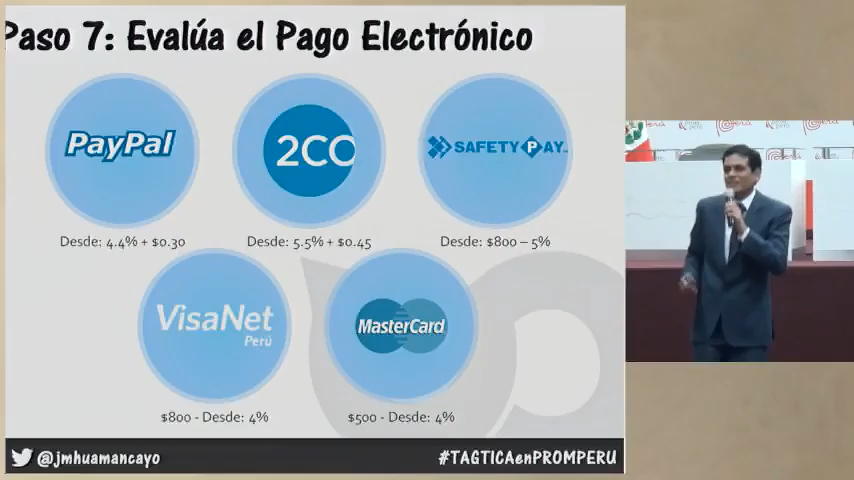 Paso 7: Evalúa el Pago Electrónico
PayPal
2CO
SAFETYPAY
Desde: 4.4% + $0.30
Desde: 5.5% + $0.45
Desde: $800 – 5%
VisaNet
Perú
MasterCard
$800 - Desde: 4%
$500 - Desde: 4%
@jmhuamancayo
#TAGTICAenPROMPERU